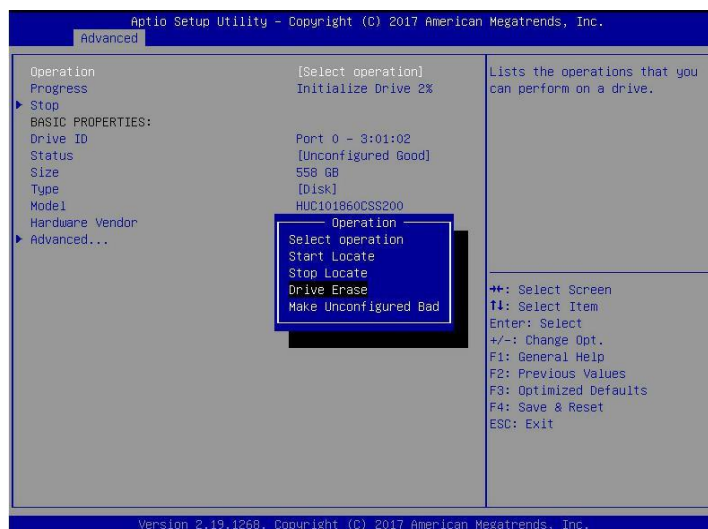 Aptio Setup Utility – Copyright (C) 2017 American Megatrends, Inc.
Advanced
Operation [Select operation]
Progress Initialize Drive 2%
Stop
BASIC PROPERTIES:
Drive ID Port 0 – 3:01:02
Status [Unconfigured Good]
Size 558 GB
Type [Disk]
Model HUC101860CSS200
Hardware Vendor
Advanced...
Operation
Select operation
Start Locate
Stop Locate
Drive Erase
Make Unconfigured Bad
Lists the operations that you
can perform on a drive.
→←: Select Screen
↑↓: Select Item
Enter: Select
+/-: Change Opt.
F1: General Help
F2: Previous Values
F3: Optimized Defaults
F4: Save & Reset
ESC: Exit
Version 2.19.1268. Copyright (C) 2017 American Megatrends, Inc.